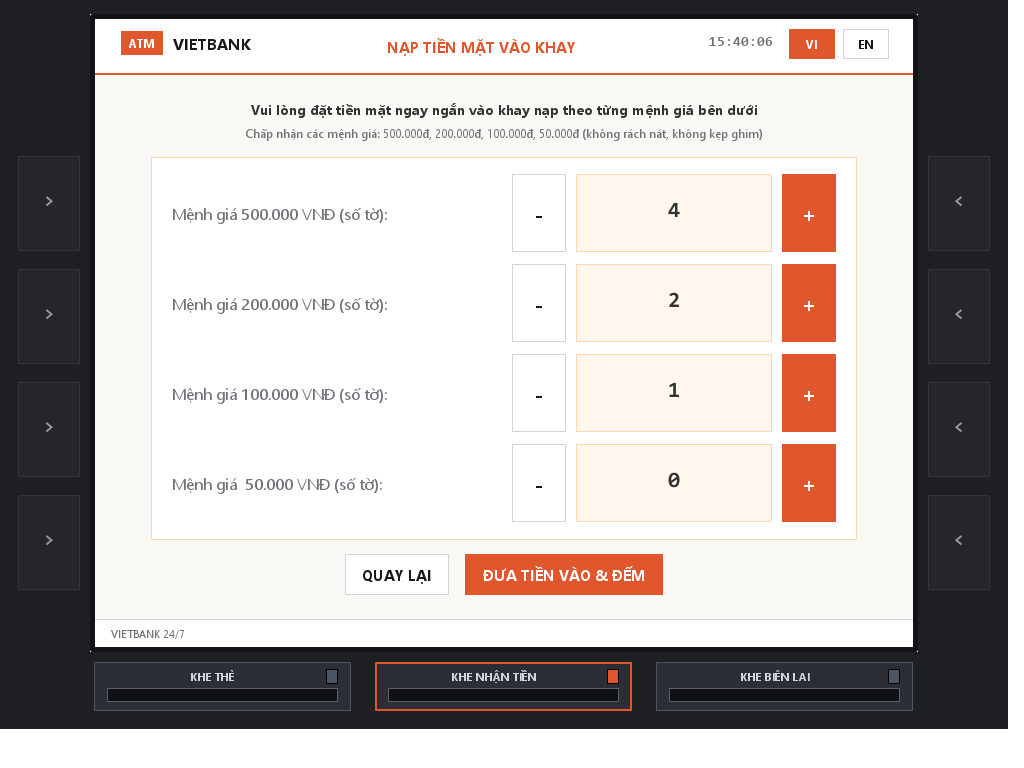 ATM VIETBANK NẠP TIỀN MẶT VÀO KHAY 15:40:06 VI EN
Vui lòng đặt tiền mặt ngay ngắn vào khay nạp theo từng mệnh giá bên dưới
Chấp nhận các mệnh giá: 500.000đ, 200.000đ, 100.000đ, 50.000đ (không rách nát, không kẹp ghim)
Mệnh giá 500.000 VNĐ (số tờ): - 4 +
Mệnh giá 200.000 VNĐ (số tờ): - 2 +
Mệnh giá 100.000 VNĐ (số tờ): - 1 +
Mệnh giá 50.000 VNĐ (số tờ): - 0 +
QUAY LẠI ĐƯA TIỀN VÀO & ĐẾM
VIETBANK 24/7
KHE THẺ KHE NHẬN TIỀN KHE BIÊN LAI